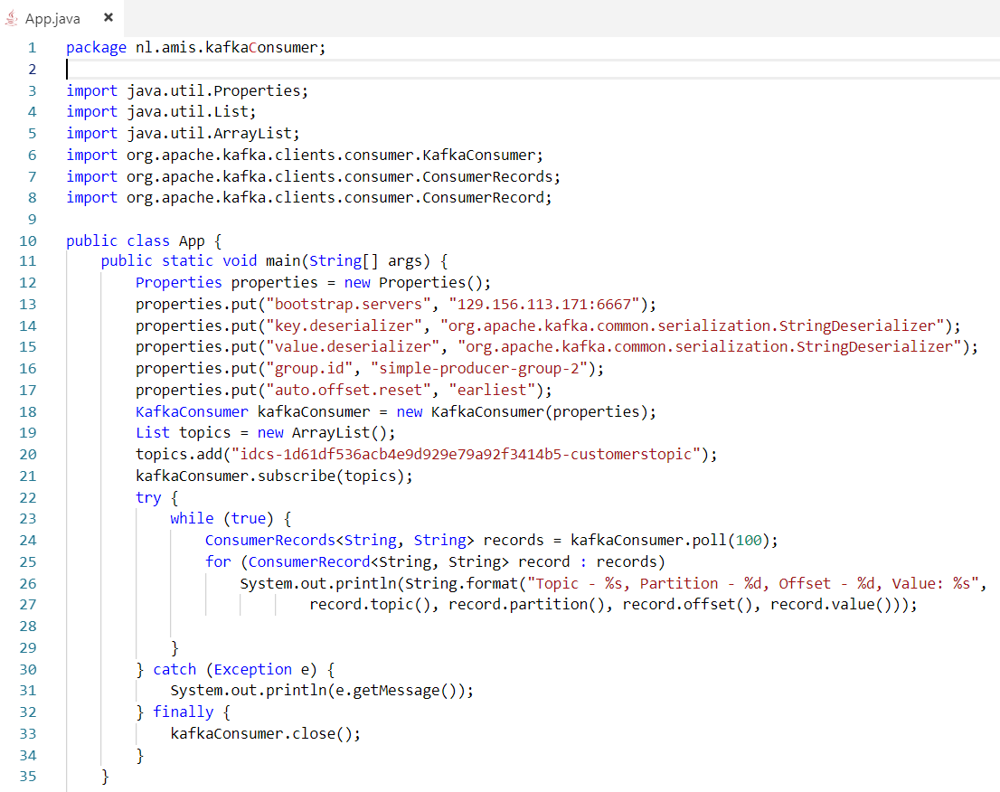 App.java ×
1 package nl.amis.kafkaConsumer;
2
3 import java.util.Properties;
4 import java.util.List;
5 import java.util.ArrayList;
6 import org.apache.kafka.clients.consumer.KafkaConsumer;
7 import org.apache.kafka.clients.consumer.ConsumerRecords;
8 import org.apache.kafka.clients.consumer.ConsumerRecord;
9
10 public class App {
11     public static void main(String[] args) {
12         Properties properties = new Properties();
13         properties.put("bootstrap.servers", "129.156.113.171:6667");
14         properties.put("key.deserializer", "org.apache.kafka.common.serialization.StringDeserializer");
15         properties.put("value.deserializer", "org.apache.kafka.common.serialization.StringDeserializer");
16         properties.put("group.id", "simple-producer-group-2");
17         properties.put("auto.offset.reset", "earliest");
18         KafkaConsumer kafkaConsumer = new KafkaConsumer(properties);
19         List topics = new ArrayList();
20         topics.add("idcs-1d61df536acb4e9d929e79a92f3414b5-customerstopic");
21         kafkaConsumer.subscribe(topics);
22         try {
23             while (true) {
24                 ConsumerRecords<String, String> records = kafkaConsumer.poll(100);
25                 for (ConsumerRecord<String, String> record : records)
26                     System.out.println(String.format("Topic - %s, Partition - %d, Offset - %d, Value: %s",
27                             record.topic(), record.partition(), record.offset(), record.value()));
28
29             }
30         } catch (Exception e) {
31             System.out.println(e.getMessage());
32         } finally {
33             kafkaConsumer.close();
34         }
35     }